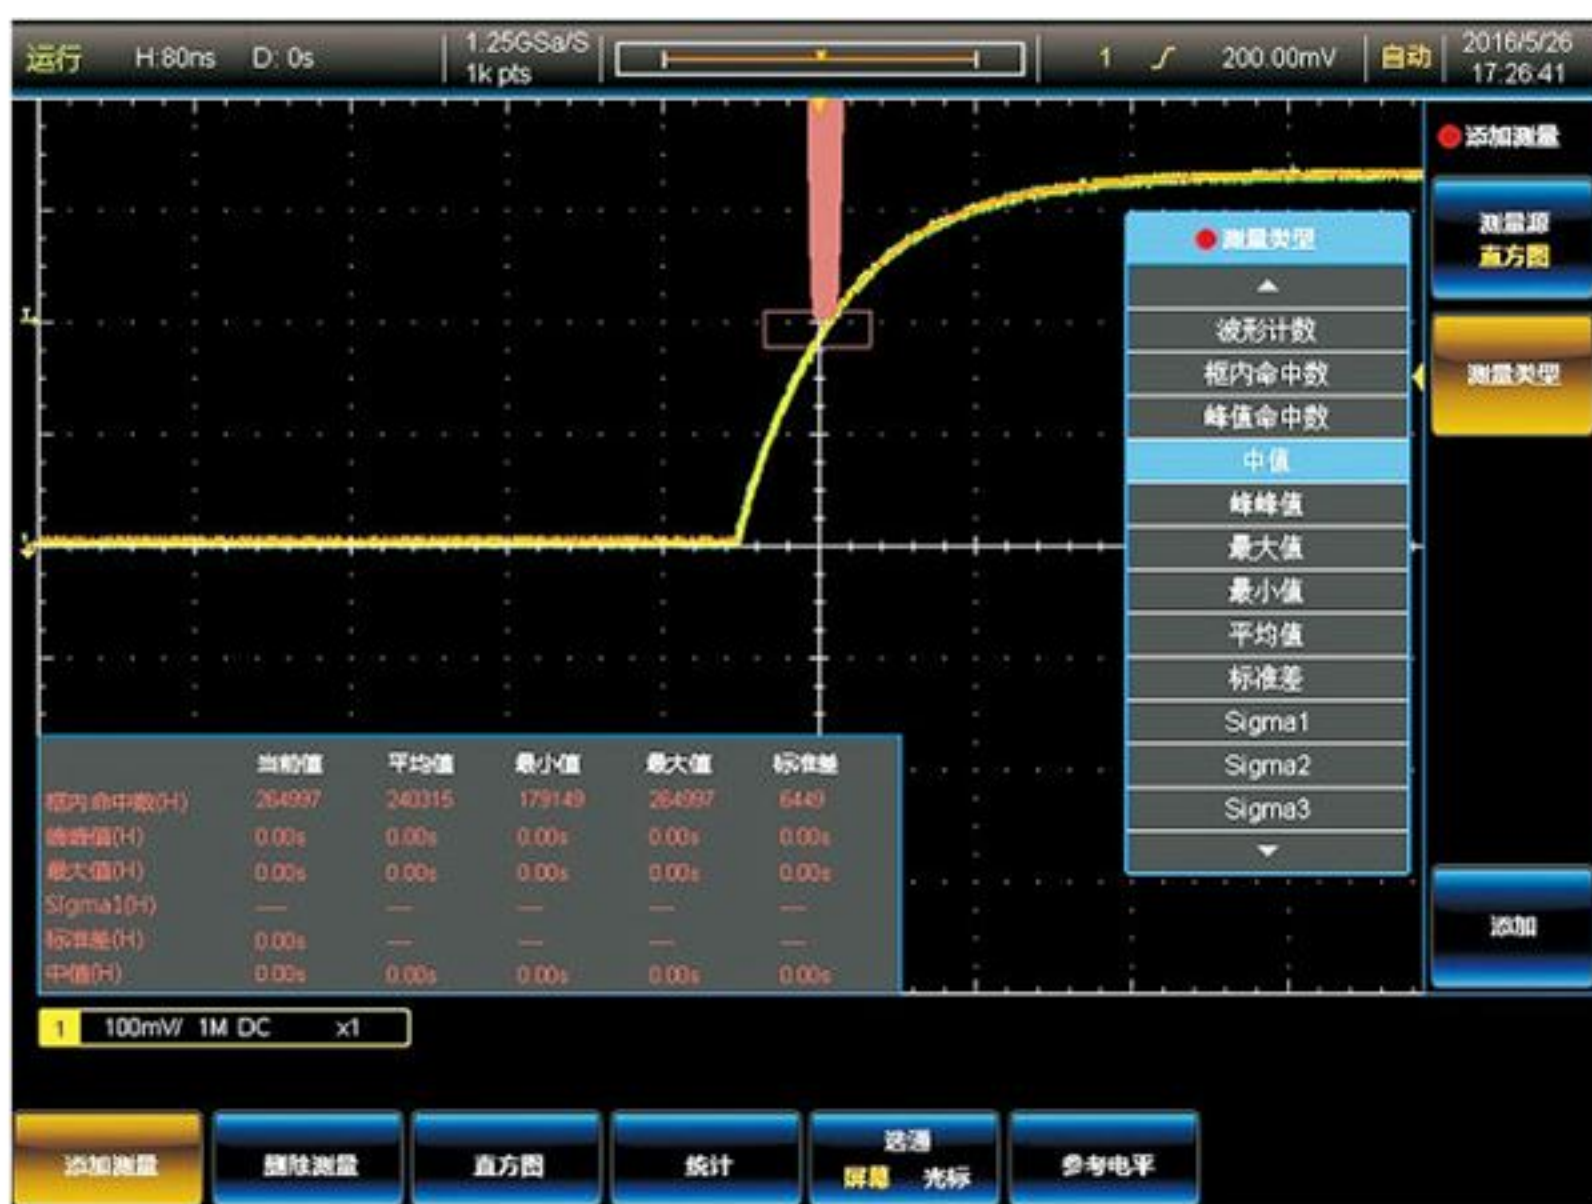 运行 H:80ns D: 0s 1.25GSa/S 1 200.00mV 自动 2016/5/26
1k pts 17:26:41
添加测量
测量源
直方图
测量类型
测量类型
波形计数
框内命中数
峰值命中数
中值
峰峰值
最大值
最小值
平均值
标准差
Sigma1
Sigma2
Sigma3
当前值 平均值 最小值 最大值 标准差
框内命中数(H) 264997 240315 179149 264997 6449
峰峰值(H) 0.00s 0.00s 0.00s 0.00s 0.00s
最大值(H) 0.00s 0.00s 0.00s 0.00s 0.00s
Sigma1(H) --- --- --- --- ---
标准差(H) 0.00s --- --- --- ---
中值(H) 0.00s 0.00s 0.00s 0.00s 0.00s
添加
1 100mV/ 1M DC x1
添加测量 删除测量 直方图 统计 选通 参考电平
屏幕 光标